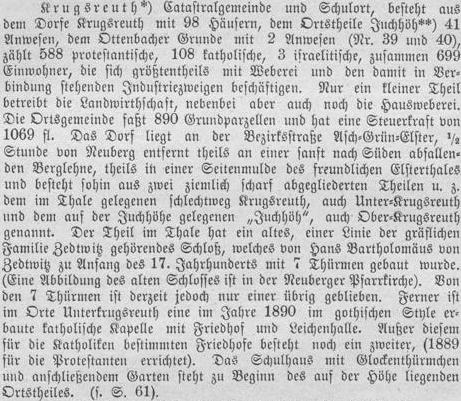 Krugsreuth*) Catastralgemeinde und Schulort, besteht aus
dem Dorfe Krugsreuth mit 98 Häusern, dem Ortstheile Juchhöh**) 41
Anwesen, dem Ottenbacher Grunde mit 2 Anwesen (Nr. 39 und 40),
zählt 588 protestantische, 108 katholische, 3 israelitische, zusammen 699
Einwohner, die sich größtentheils mit Weberei und den damit in Ver-
bindung stehenden Industriezweigen beschäftigen. Nur ein kleiner Theil
betreibt die Landwirthschaft, nebenbei aber auch noch die Hausweberei.
Die Ortsgemeinde faßt 890 Grundparzellen und hat eine Steuerkraft von
1069 fl. Das Dorf liegt an der Bezirksstraße Asch-Grün-Elster, 1/2
Stunde von Neuberg entfernt theils an einer sanft nach Süden abfallen-
den Berglehne, theils in einer Seitenmulde des freundlichen Elsterthales
und besteht sohin aus zwei ziemlich scharf abgegliederten Theilen u. z.
dem im Thale gelegenen schlechtweg Krugsreuth, auch Unter-Krugsreuth
und dem auf der Juchhöhe gelegenen „Juchhöh", auch Ober-Krugsreuth
genannt. Der Theil im Thale hat ein altes, einer Linie der gräflichen
Familie Zedtwitz gehörendes Schloß, welches von Hans Bartholomäus von
Zedtwitz zu Anfang des 17. Jahrhunderts mit 7 Thürmen gebaut wurde.
(Eine Abbildung des alten Schlosses ist in der Neuberger Pfarrkirche). Von
den 7 Thürmen ist derzeit jedoch nur einer übrig geblieben. Ferner ist
im Orte Unterkrugsreuth eine im Jahre 1890 im gothischen Style er-
baute katholische Kapelle mit Friedhof und Leichenhalle. Außer diesem
für die Katholiken bestimmten Friedhofe besteht noch ein zweiter, (1889
für die Protestanten errichtet). Das Schulhaus mit Glockenthürmchen
und anschließendem Garten steht zu Beginn des auf der Höhe liegenden
Ortstheiles. (s. S. 61).